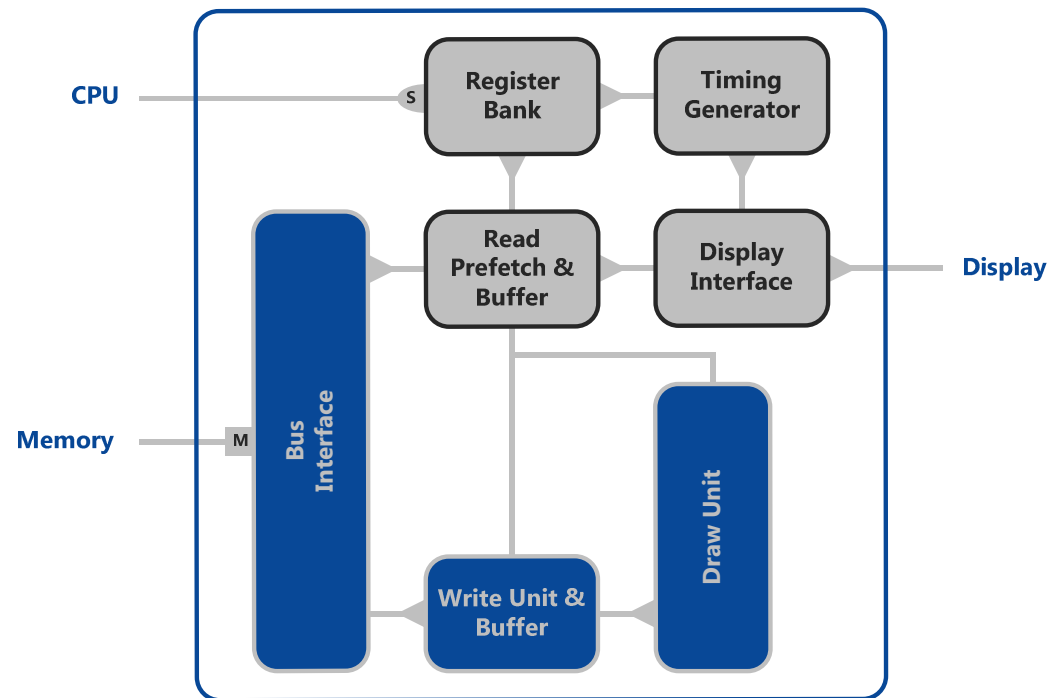 CPU
S
Register
Bank
Timing
Generator
Read
Prefetch &
Buffer
Display
Interface
Display
Memory
M
Bus
Interface
Draw Unit
Write Unit &
Buffer